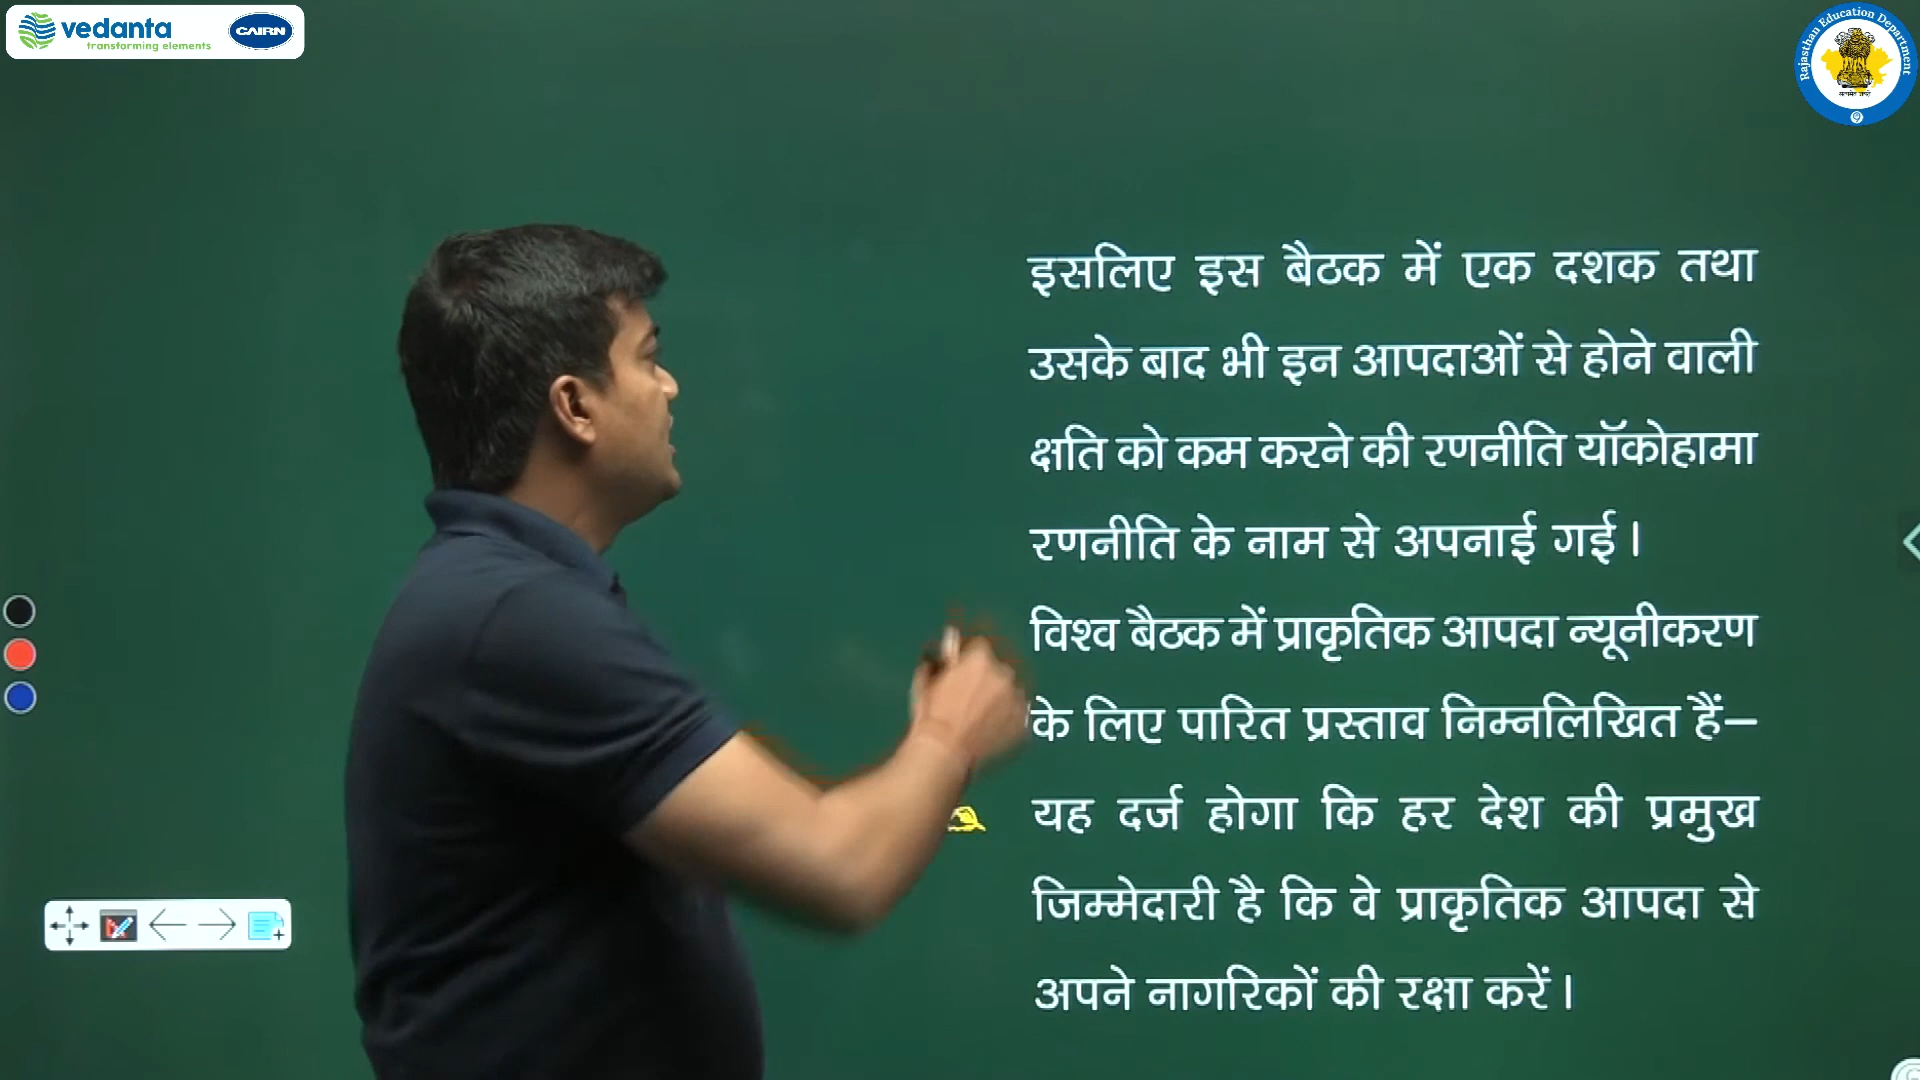 vedanta
transforming elements
CAIRN
Rajasthan Education Department
इसलिए इस बैठक में एक दशक तथा
उसके बाद भी इन आपदाओं से होने वाली
क्षति को कम करने की रणनीति यॉकोहामा
रणनीति के नाम से अपनाई गई।
विश्व बैठक में प्राकृतिक आपदा न्यूनीकरण
के लिए पारित प्रस्ताव निम्नलिखित हैं–
यह दर्ज होगा कि हर देश की प्रमुख
जिम्मेदारी है कि वे प्राकृतिक आपदा से
अपने नागरिकों की रक्षा करें।